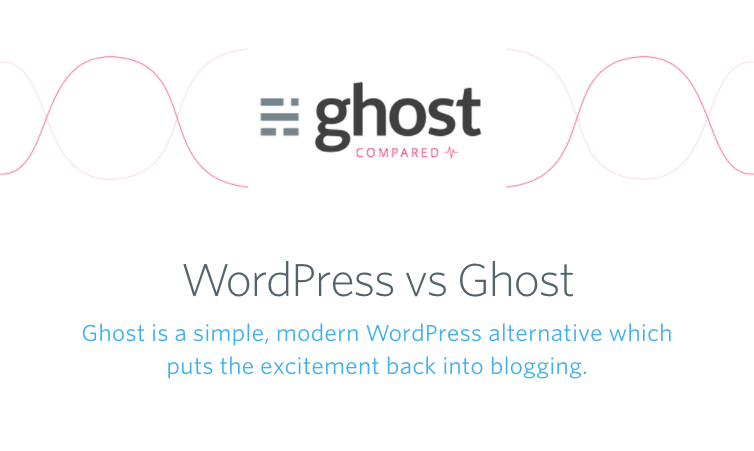 ghost
COMPARED
WordPress vs Ghost
Ghost is a simple, modern WordPress alternative which
puts the excitement back into blogging.